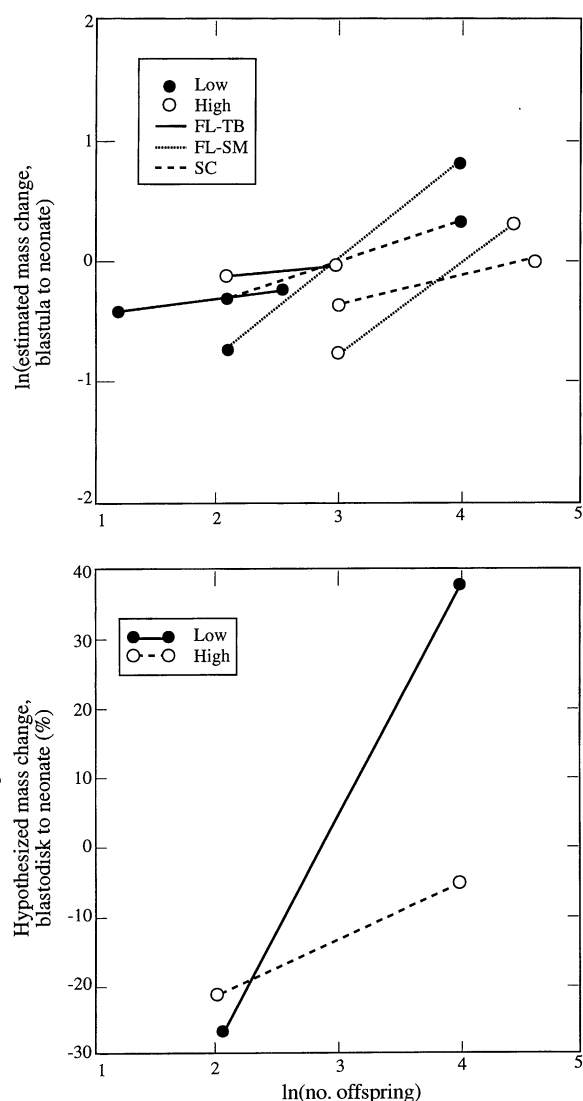 2
1
0
-1
-2
ln(estimated mass change,
blastula to neonate)
Low
High
FL-TB
FL-SM
SC
1
2
3
4
5
40
30
20
10
0
-10
-20
-30
Hypothesized mass change,
blastodisk to neonate (%)
Low
High
1
2
3
4
5
ln(no. offspring)